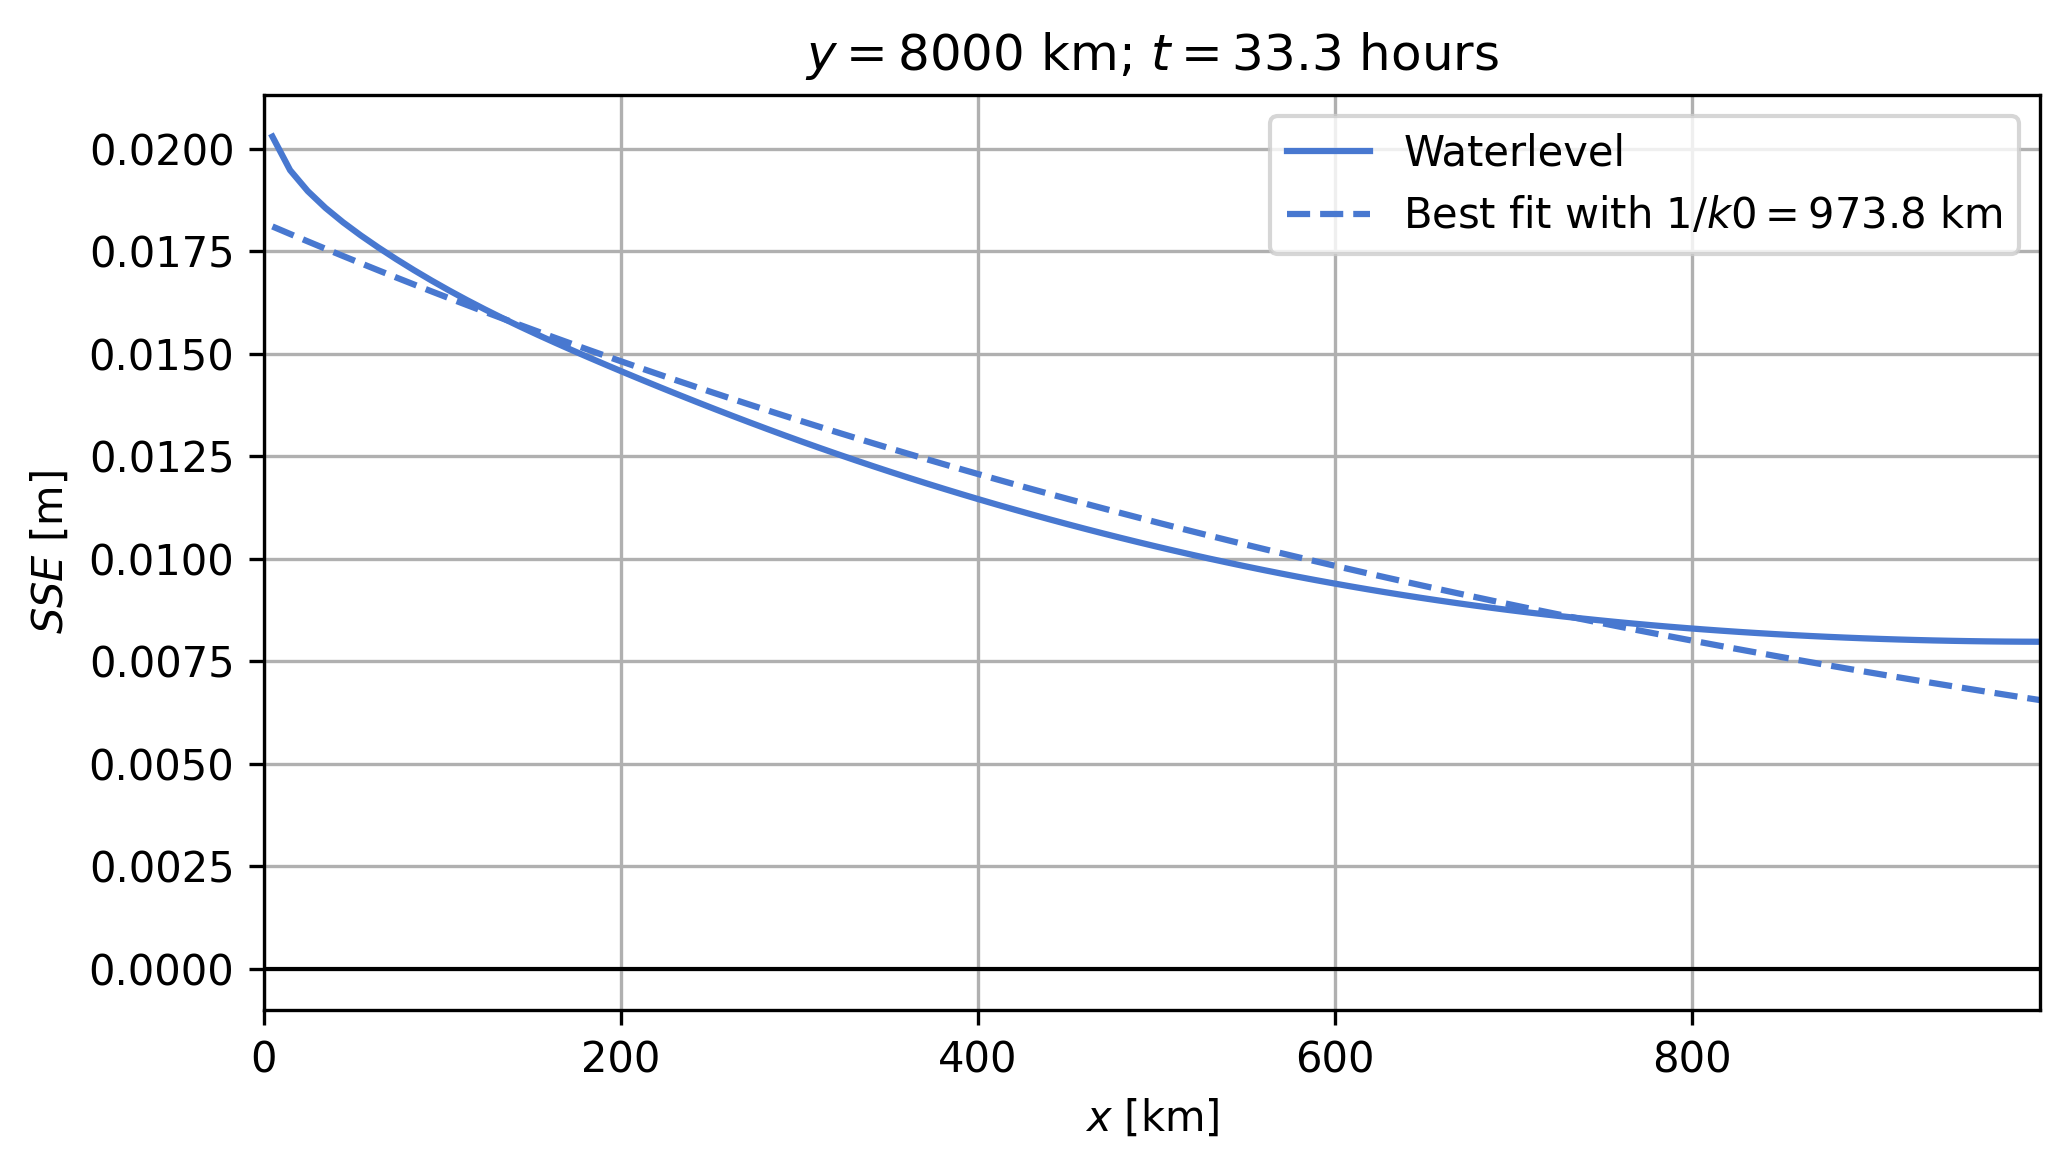 y = 8000 km; t = 33.3 hours
Waterlevel
Best fit with 1/k0 = 973.8 km
SSE [m]
0.0200
0.0175
0.0150
0.0125
0.0100
0.0075
0.0050
0.0025
0.0000
0 200 400 600 800
x [km]